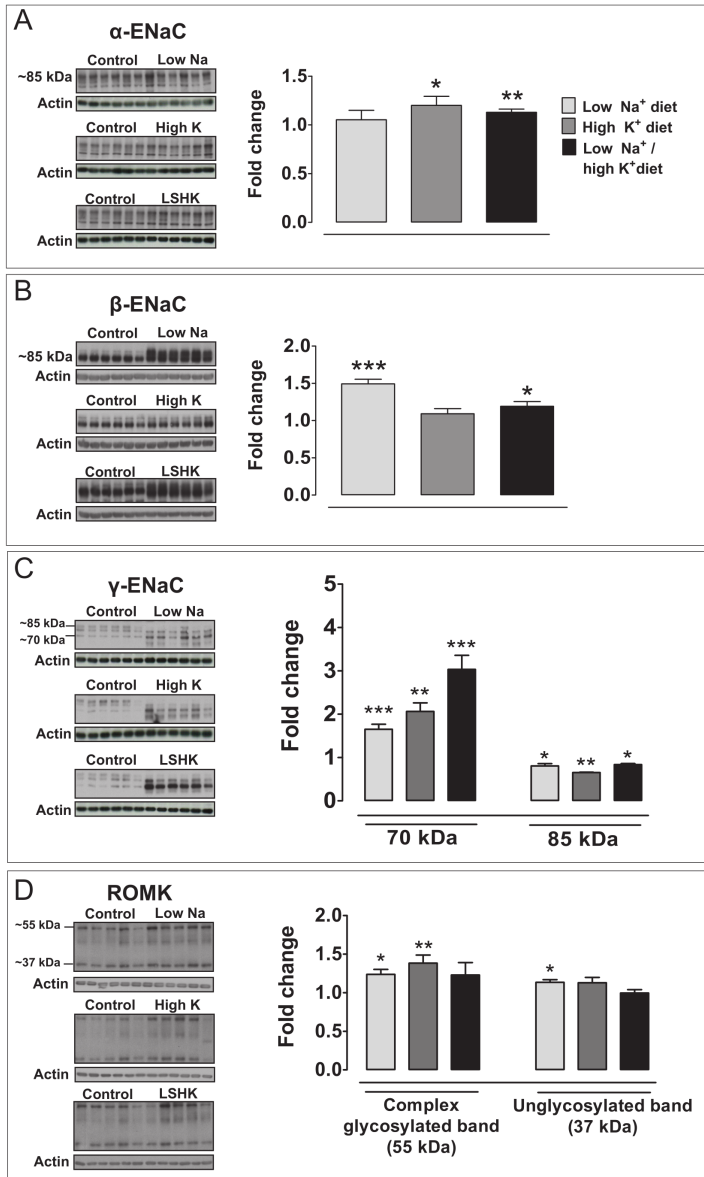 A
α-ENaC
Control Low Na
~85 kDa
Actin
Control High K
Actin
Control LSHK
Actin
Fold change
1.5
1.0
0.5
0.0
*
**
Low Na⁺ diet
High K⁺ diet
Low Na⁺ /
high K⁺diet
B
β-ENaC
Control Low Na
~85 kDa
Actin
Control High K
Actin
Control LSHK
Actin
Fold change
2.0
1.5
1.0
0.5
0.0
***
*
C
γ-ENaC
Control Low Na
~85 kDa
~70 kDa
Actin
Control High K
Actin
Control LSHK
Actin
Fold change
5
4
3
2
1
0
***
**
***
*
**
*
70 kDa
85 kDa
D
ROMK
Control Low Na
~55 kDa
~37 kDa
Actin
Control High K
Actin
Control LSHK
Actin
Fold change
2.0
1.5
1.0
0.5
0.0
*
**
*
Complex
glycosylated band
(55 kDa)
Unglycosylated band
(37 kDa)